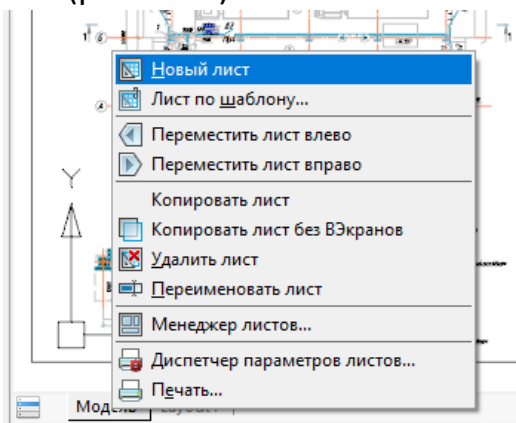 Новый лист
Лист по шаблону...
Переместить лист влево
Переместить лист вправо
Y
Копировать лист
Копировать лист без ВЭкранов
Удалить лист
Переименовать лист
Менеджер листов...
Диспетчер параметров листов...
Печать...
Модель